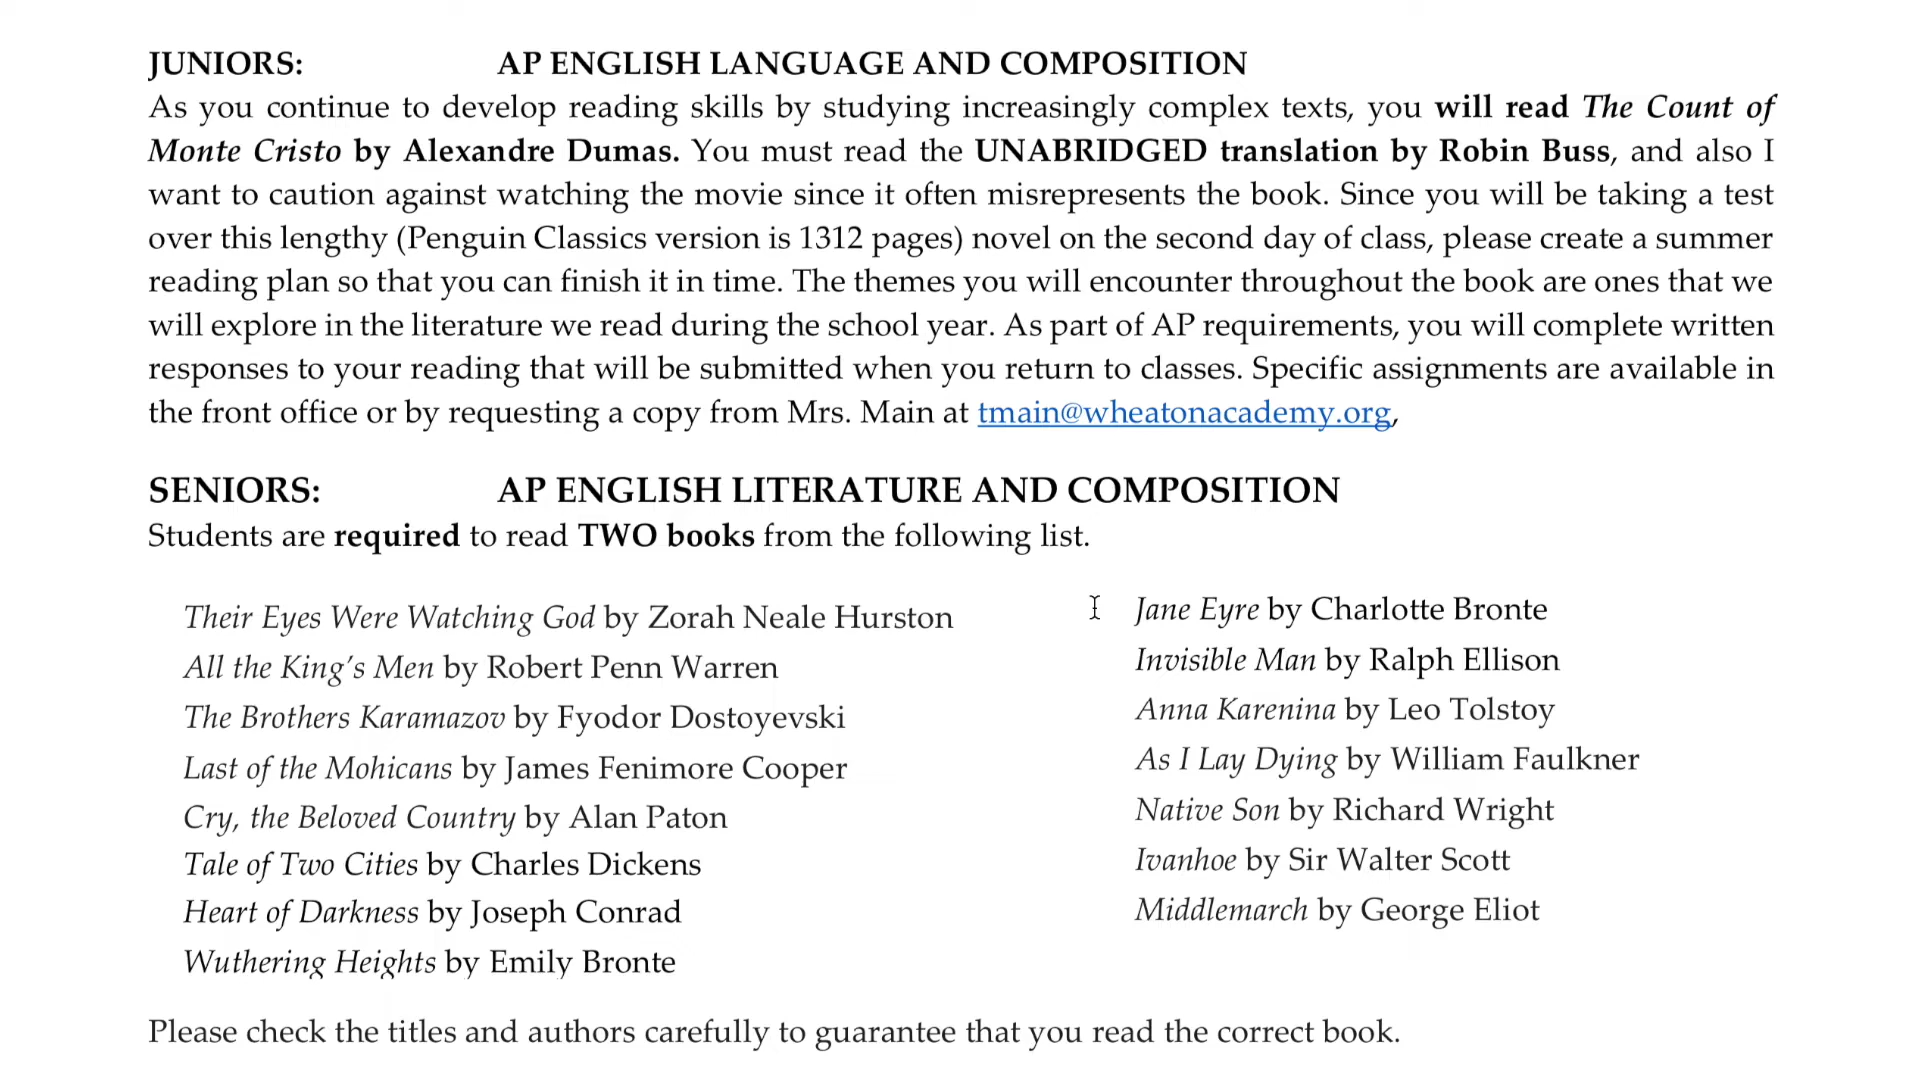 JUNIORS: AP ENGLISH LANGUAGE AND COMPOSITION
As you continue to develop reading skills by studying increasingly complex texts, you will read The Count of
Monte Cristo by Alexandre Dumas. You must read the UNABRIDGED translation by Robin Buss, and also I
want to caution against watching the movie since it often misrepresents the book. Since you will be taking a test
over this lengthy (Penguin Classics version is 1312 pages) novel on the second day of class, please create a summer
reading plan so that you can finish it in time. The themes you will encounter throughout the book are ones that we
will explore in the literature we read during the school year. As part of AP requirements, you will complete written
responses to your reading that will be submitted when you return to classes. Specific assignments are available in
the front office or by requesting a copy from Mrs. Main at tmain@wheatonacademy.org,
SENIORS: AP ENGLISH LITERATURE AND COMPOSITION
Students are required to read TWO books from the following list.
Their Eyes Were Watching God by Zorah Neale Hurston
All the King’s Men by Robert Penn Warren
The Brothers Karamazov by Fyodor Dostoyevski
Last of the Mohicans by James Fenimore Cooper
Cry, the Beloved Country by Alan Paton
Tale of Two Cities by Charles Dickens
Heart of Darkness by Joseph Conrad
Wuthering Heights by Emily Bronte
Jane Eyre by Charlotte Bronte
Invisible Man by Ralph Ellison
Anna Karenina by Leo Tolstoy
As I Lay Dying by William Faulkner
Native Son by Richard Wright
Ivanhoe by Sir Walter Scott
Middlemarch by George Eliot
Please check the titles and authors carefully to guarantee that you read the correct book.